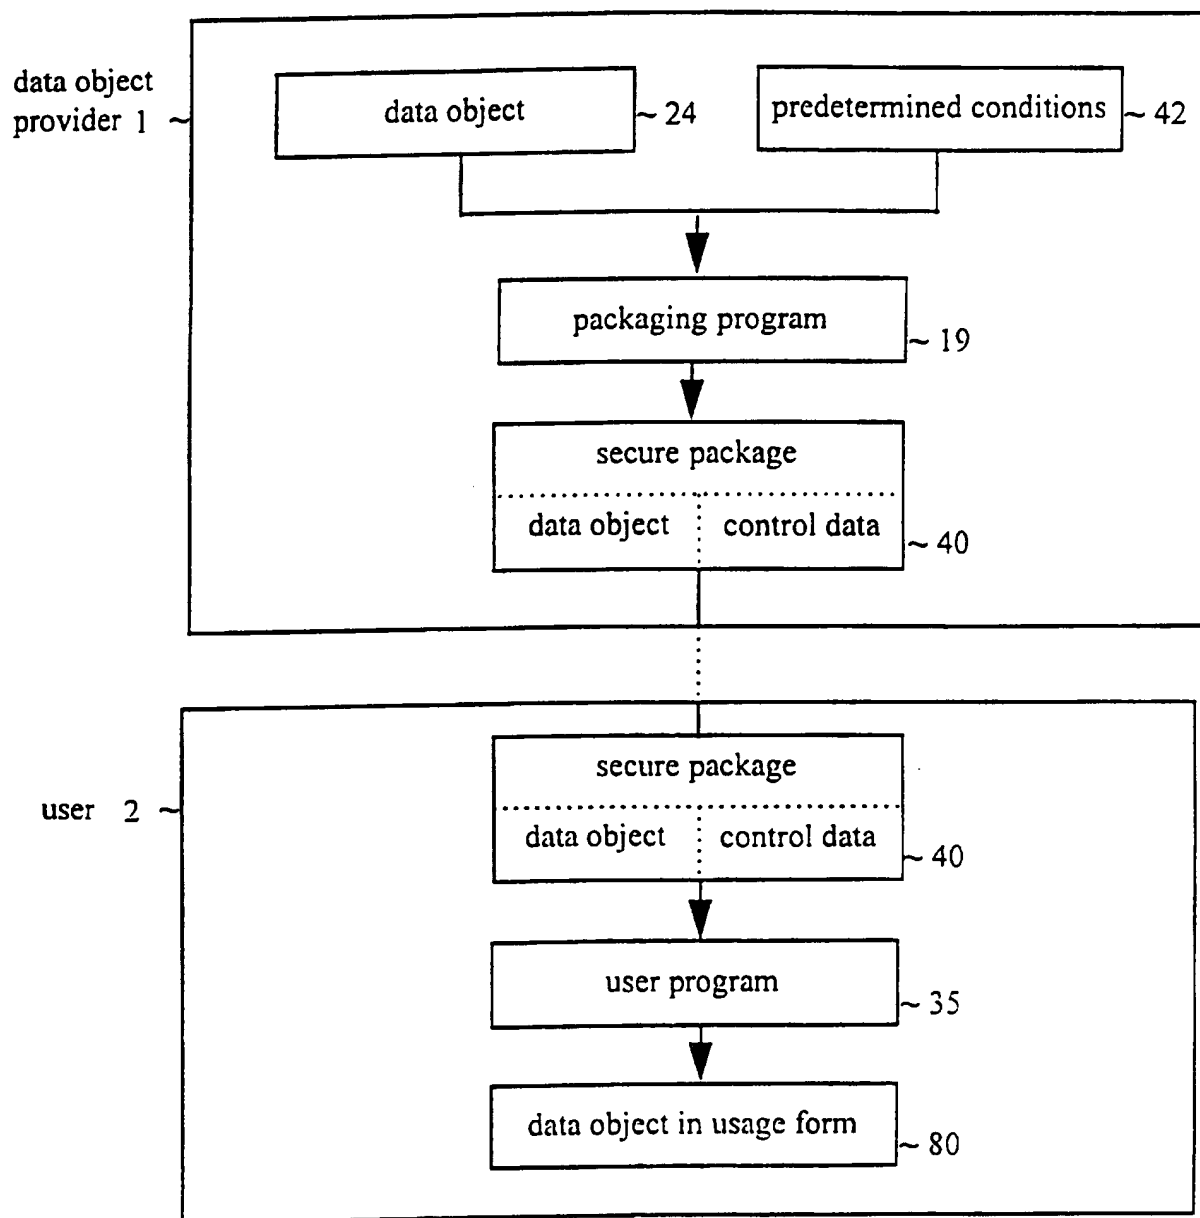 data object
provider 1 ~
data object
~ 24
predetermined conditions
~ 42
packaging program
~ 19
secure package
data object
control data
~ 40
user 2 ~
secure package
data object
control data
~ 40
user program
~ 35
data object in usage form
~ 80